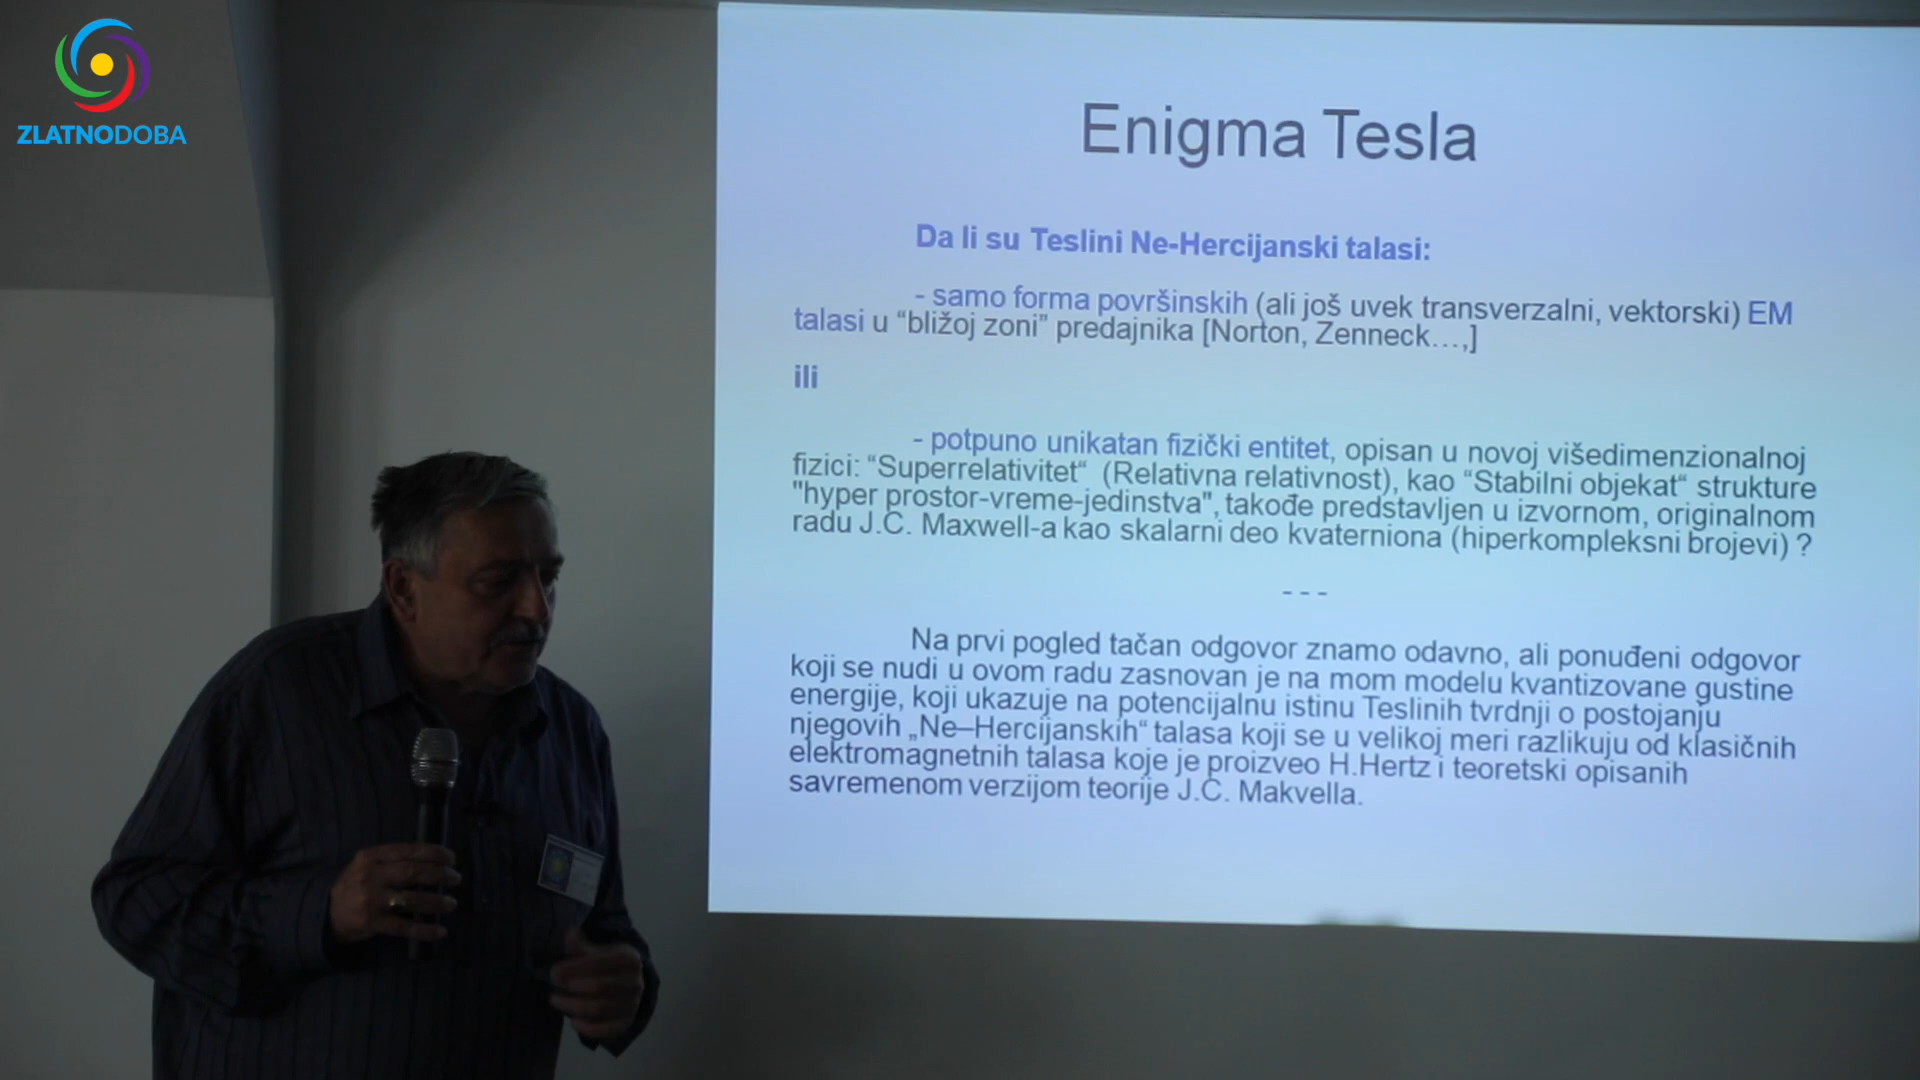 ZLATNODOBA
Enigma Tesla
Da li su Teslini Ne-Hercijanski talasi:
- samo forma površinskih (ali još uvek transverzalni, vektorski) EM
talasi u “bližoj zoni” predajnika [Norton, Zenneck…,]
ili
- potpuno unikatan fizički entitet, opisan u novoj višedimenzionalnoj
fizici: “Superrelativitet“ (Relativna relativnost), kao “Stabilni objekat“ strukture
"hyper prostor-vreme-jedinstva", takođe predstavljen u izvornom, originalnom
radu J.C. Maxwell-a kao skalarni deo kvaterniona (hiperkompleksni brojevi) ?
- - -
Na prvi pogled tačan odgovor znamo odavno, ali ponuđeni odgovor
koji se nudi u ovom radu zasnovan je na mom modelu kvantizovane gustine
energije, koji ukazuje na potencijalnu istinu Teslinih tvrdnji o postojanju
njegovih „Ne–Hercijanskih“ talasa koji se u velikoj meri razlikuju od klasičnih
elektromagnetnih talasa koje je proizveo H.Hertz i teoretski opisanih
savremenom verzijom teorije J.C. Makvella.